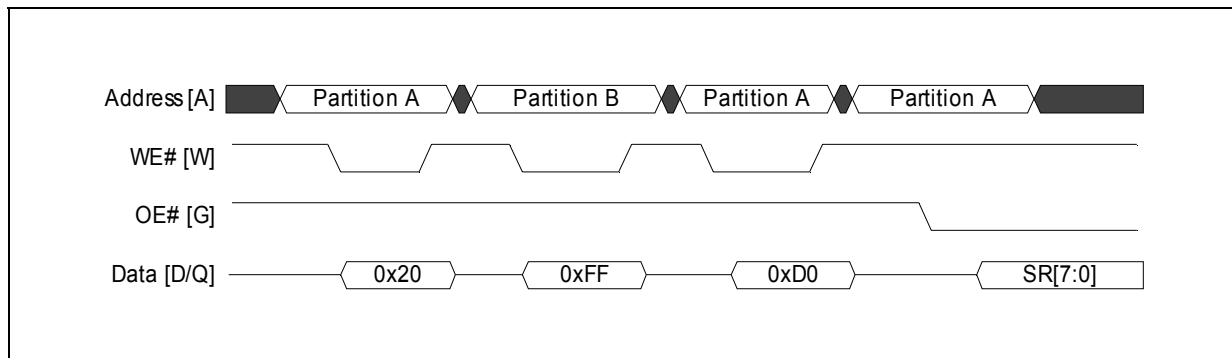 Address [A] Partition A Partition B Partition A Partition A
WE# [W]
OE# [G]
Data [D/Q] 0x20 0xFF 0xD0 SR[7:0]